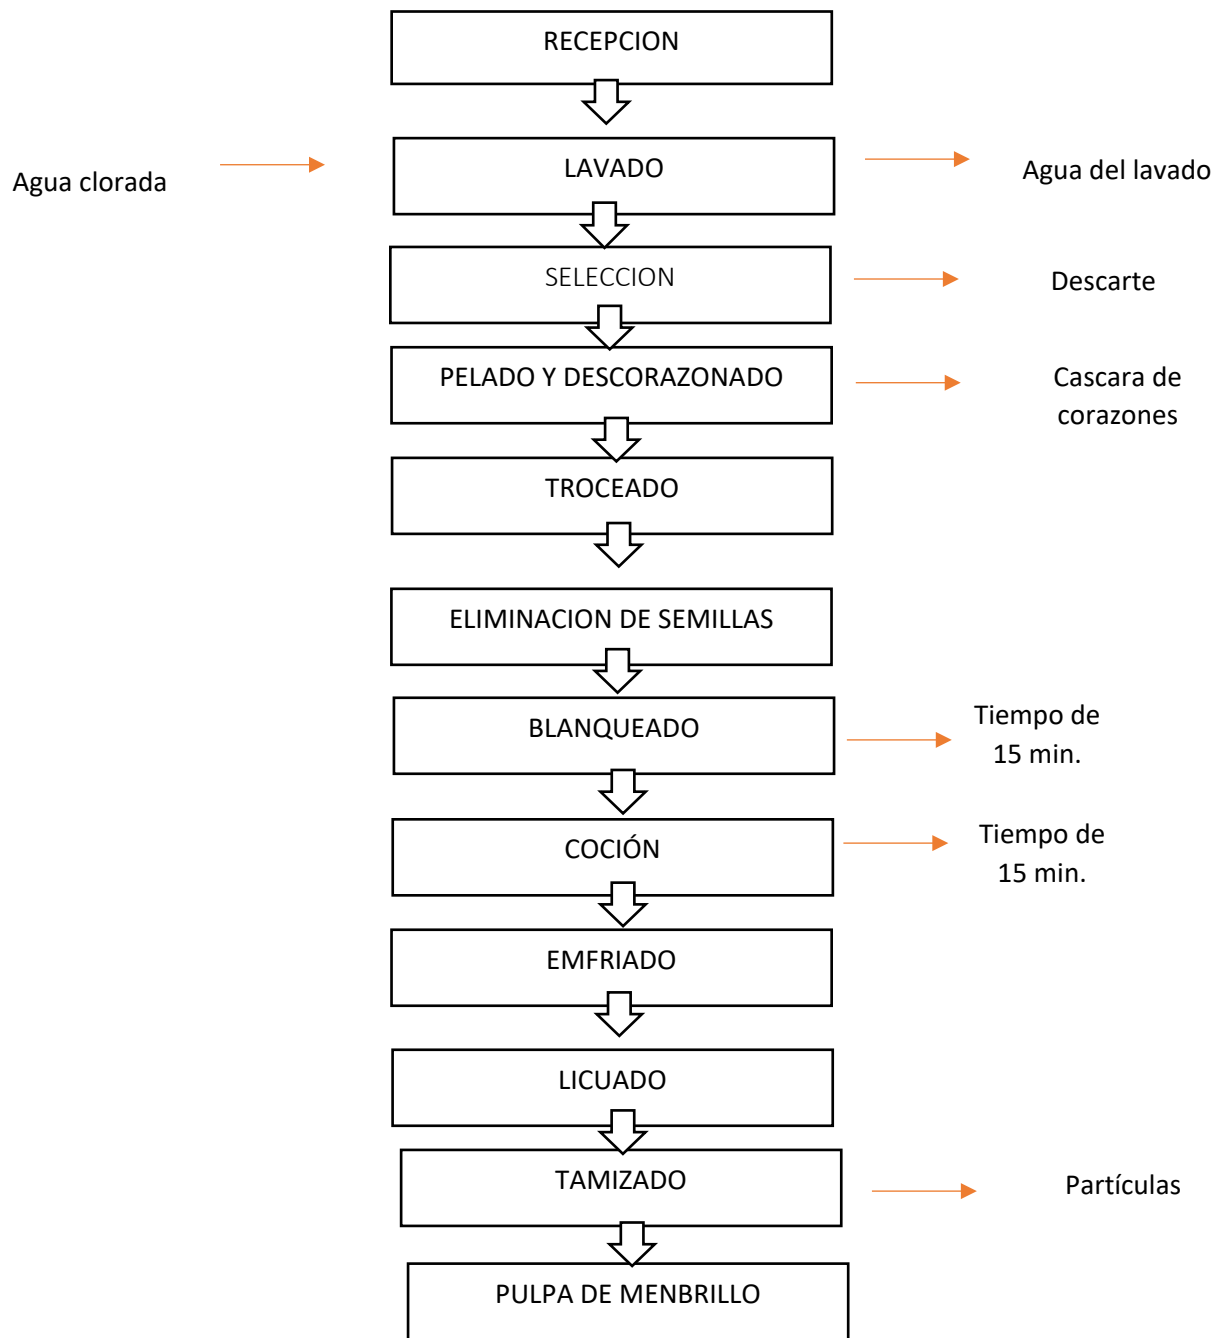 RECEPCION
Agua clorada
LAVADO
Agua del lavado
SELECCION
Descarte
PELADO Y DESCORAZONADO
Cascara de
corazones
TROCEADO
ELIMINACION DE SEMILLAS
BLANQUEADO
Tiempo de
15 min.
COCIÓN
Tiempo de
15 min.
EMFRIADO
LICUADO
TAMIZADO
Partículas
PULPA DE MENBRILLO